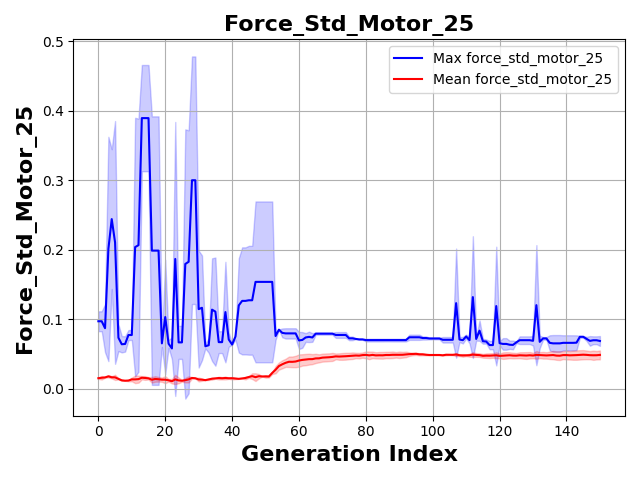 Force_Std_Motor_25
Max force_std_motor_25
Mean force_std_motor_25
Force_Std_Motor_25
0.5
0.4
0.3
0.2
0.1
0.0
0 20 40 60 80 100 120 140
Generation Index